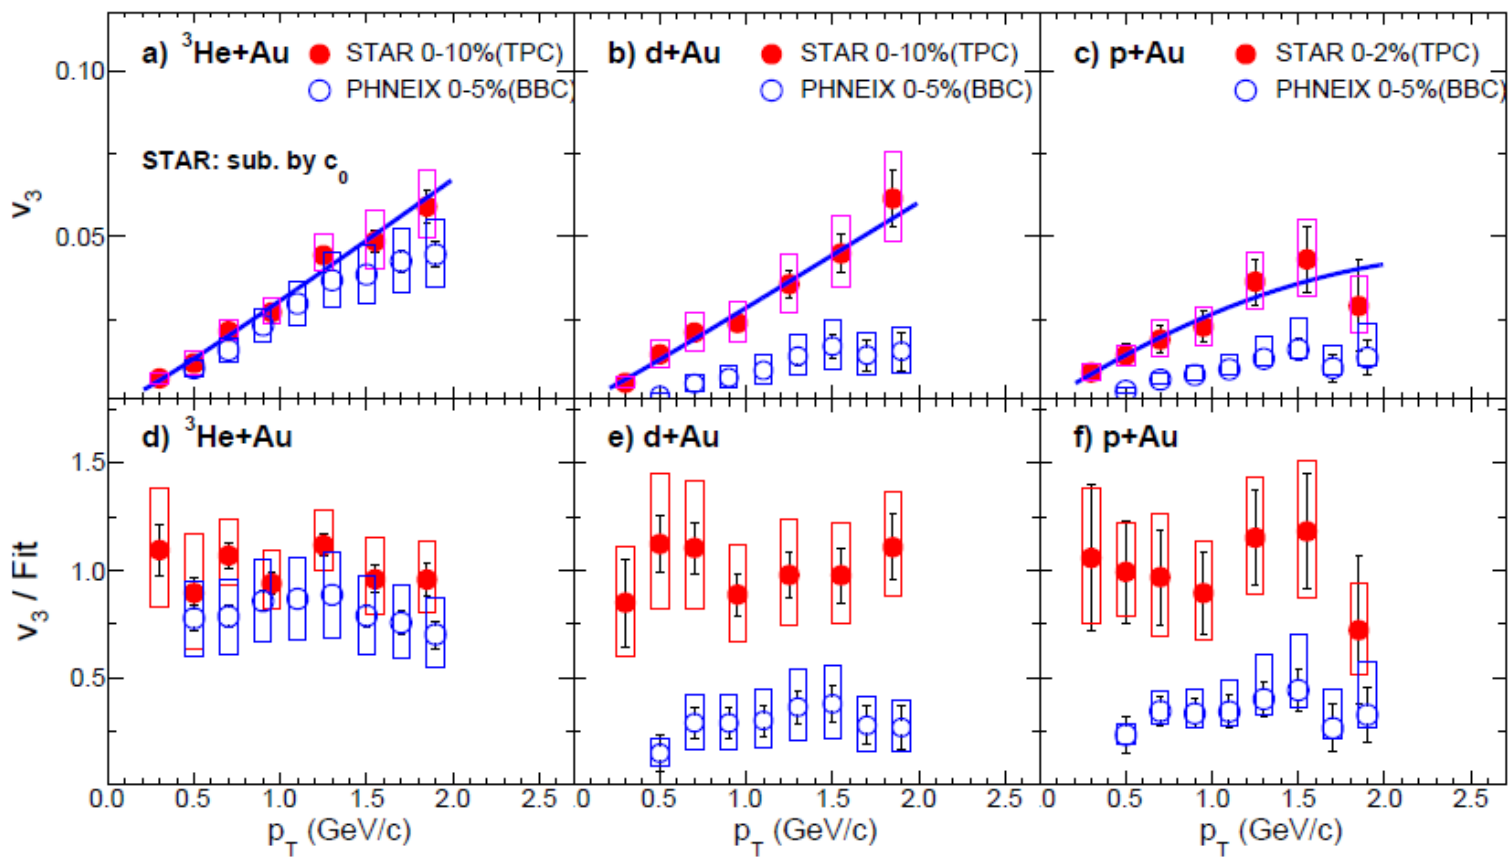 a) ³He+Au
STAR 0-10%(TPC)
PHNEIX 0-5%(BBC)
STAR: sub. by c₀
b) d+Au
STAR 0-10%(TPC)
PHNEIX 0-5%(BBC)
c) p+Au
STAR 0-2%(TPC)
PHNEIX 0-5%(BBC)
0.10
0.05
v₃
d) ³He+Au
e) d+Au
f) p+Au
1.5
1.0
0.5
v₃ / Fit
0.0 0.5 1.0 1.5 2.0 2.5 .0 0.5 1.0 1.5 2.0 2.5 .0 0.5 1.0 1.5 2.0 2.5
p_T (GeV/c) p_T (GeV/c) p_T (GeV/c)